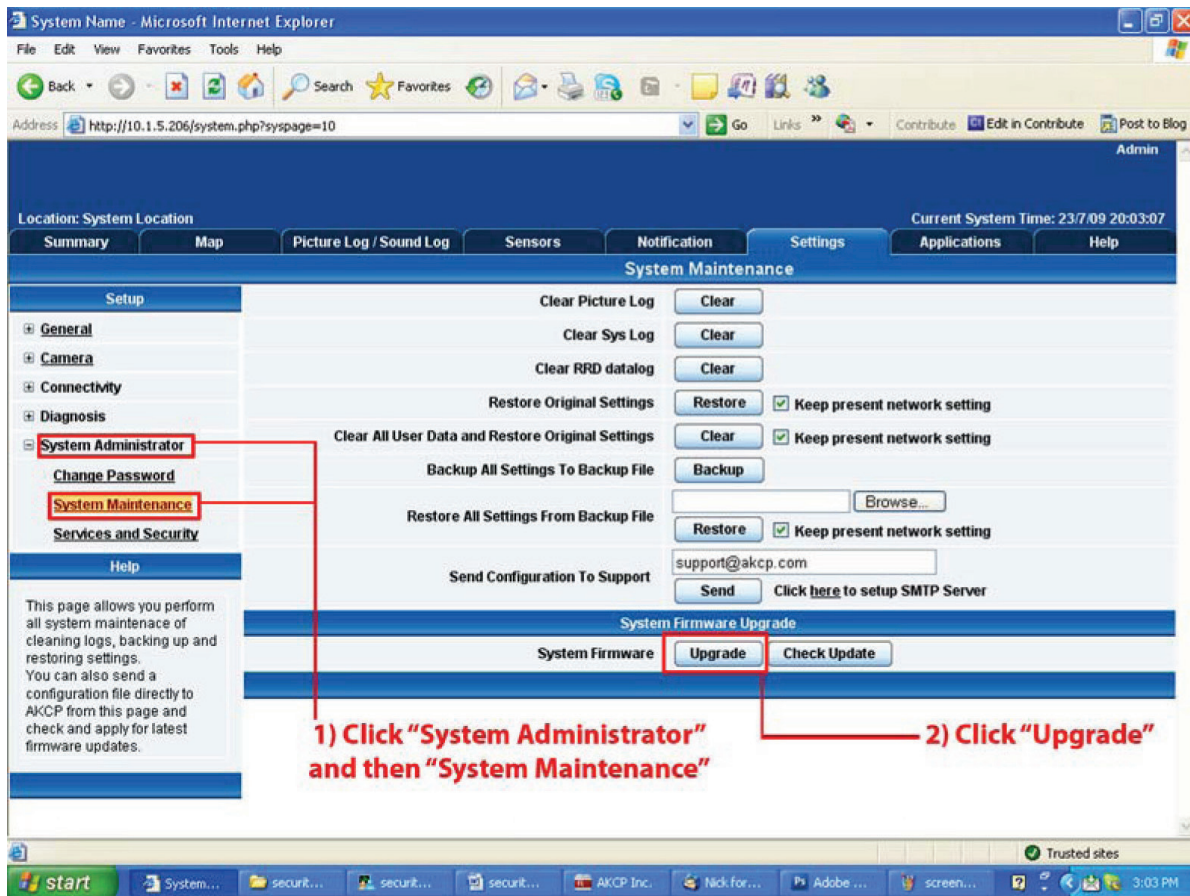 System Name - Microsoft Internet Explorer
File Edit View Favorites Tools Help
Back Search Favorites
Address http://10.1.5.206/system.php?syspage=10 Go Links » Contribute Edit in Contribute Post to Blog
Admin
Location: System Location Current System Time: 23/7/09 20:03:07
Summary Map Picture Log / Sound Log Sensors Notification Settings Applications Help
System Maintenance
Setup
General
Camera
Connectivity
Diagnosis
System Administrator
Change Password
System Maintenance
Services and Security
Help
This page allows you perform
all system maintenace of
cleaning logs, backing up and
restoring settings.
You can also send a
configuration file directly to
AKCP from this page and
check and apply for latest
firmware updates.
Clear Picture Log Clear
Clear Sys Log Clear
Clear RRD datalog Clear
Restore Original Settings Restore Keep present network setting
Clear All User Data and Restore Original Settings Clear Keep present network setting
Backup All Settings To Backup File Backup
Restore All Settings From Backup File Browse...
Restore Keep present network setting
Send Configuration To Support support@akcp.com
Send Click here to setup SMTP Server
System Firmware Upgrade
System Firmware Upgrade Check Update
1) Click “System Administrator”
and then “System Maintenance”
2) Click “Upgrade”
Trusted sites
start System... securit... securit... securit... AKCP Inc. Nick for... Adobe ... screen... 3:03 PM